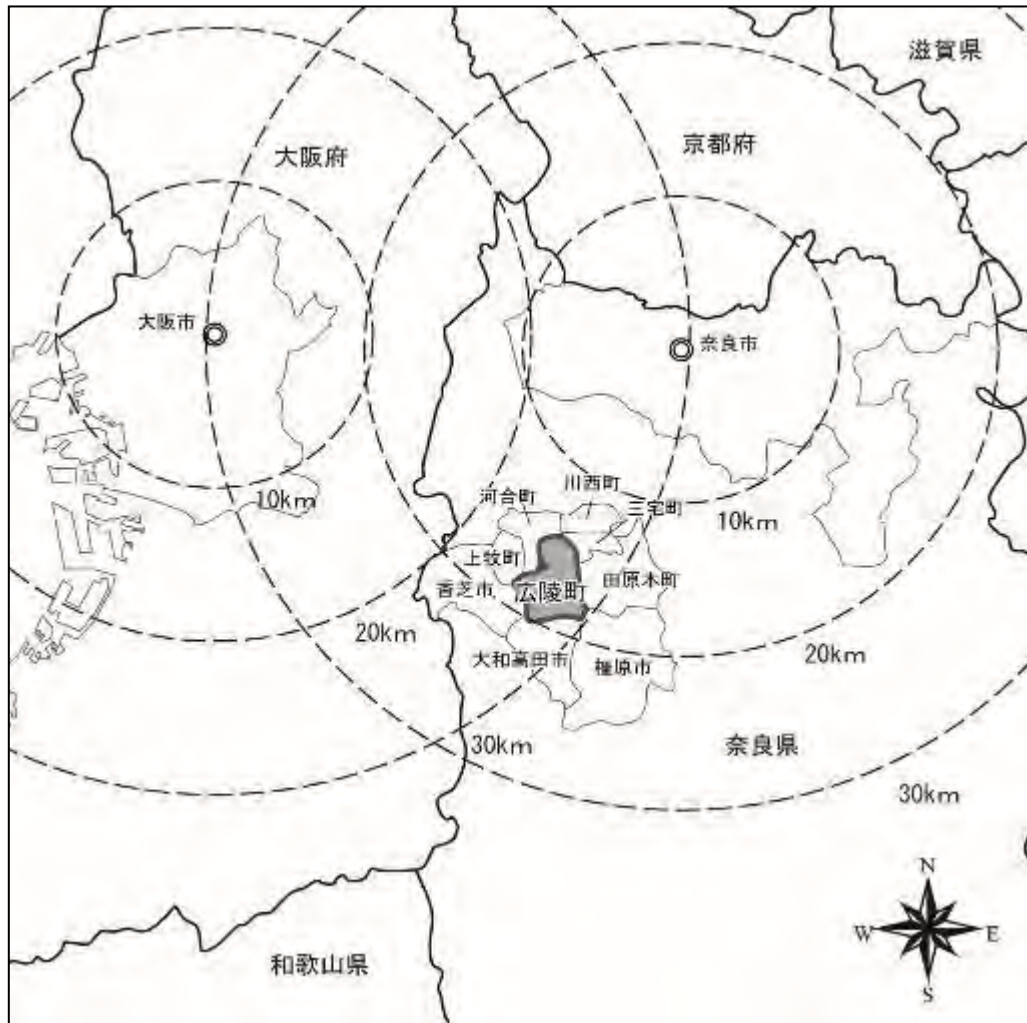 滋賀県
大阪府
京都府
大阪市
奈良市
10km
川西町
河合町
三宅町
10km
上牧町
香芝市
広陵町
田原本町
20km
大和高田市
橿原市
20km
30km
奈良県
30km
N
W
E
S
和歌山県